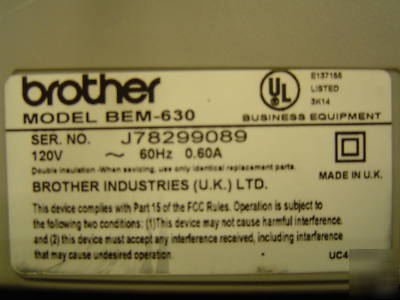 brother
MODEL BEM-630
UL
E137155
LISTED
3K14
BUSINESS EQUIPMENT
SER. NO. J78299089
120V ~ 60Hz 0.60A
Double insulation -When servicing, use only identical replacement parts.
MADE IN U.K.
BROTHER INDUSTRIES (U.K.) LTD.
This device complies with Part 15 of the FCC Rules. Operation is subject to
the following two conditions: (1)This device may not cause harmful interference.
and (2) this device must accept any interference received, including interference
that may cause undesired operation.
UC4